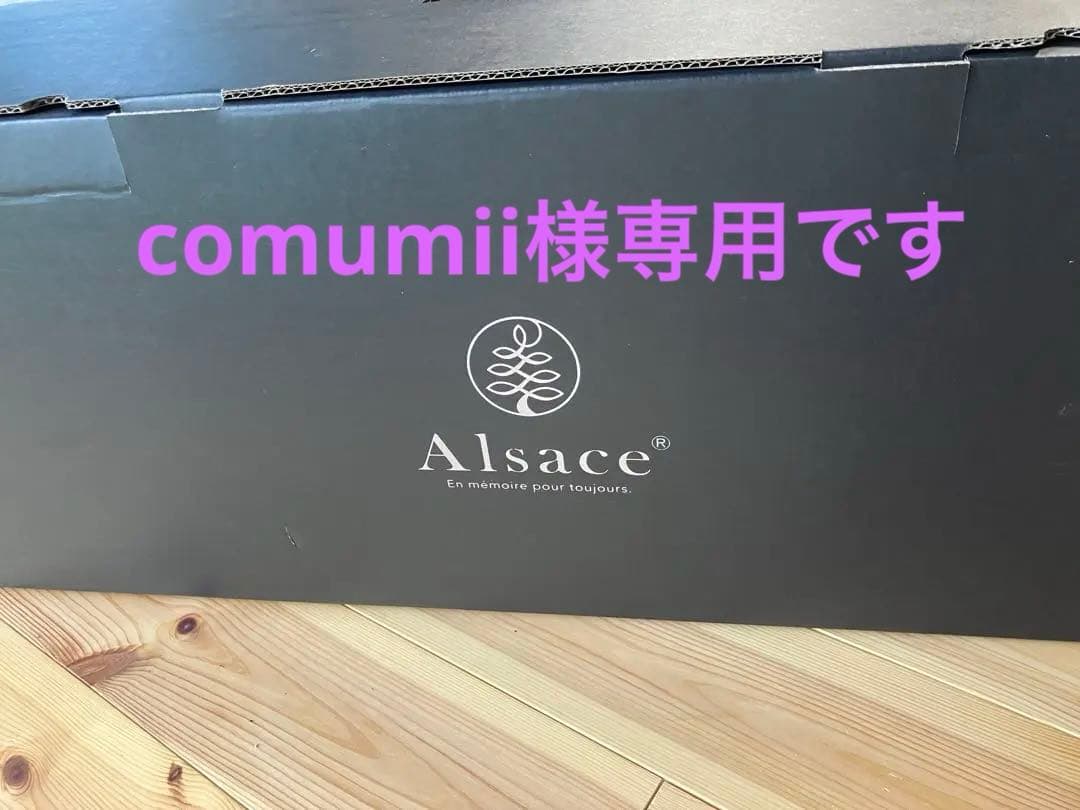 comumii様専用です
Alsace®
En mémoire pour toujours.